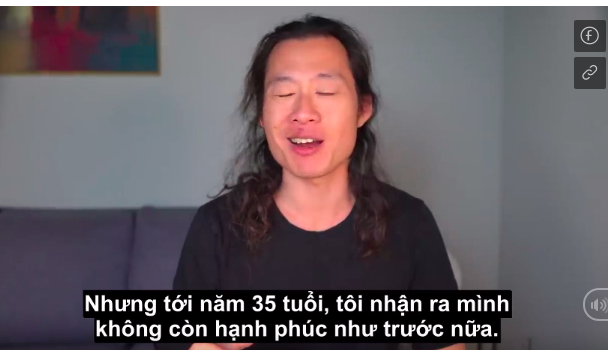 Nhưng tới năm 35 tuổi, tôi nhận ra mình
không còn hạnh phúc như trước nữa.